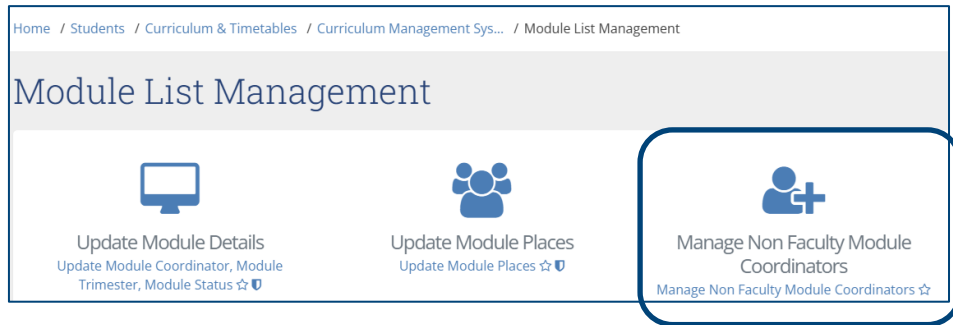 Home / Students / Curriculum & Timetables / Curriculum Management Sys... / Module List Management
Module List Management
Update Module Details
Update Module Coordinator, Module
Trimester, Module Status
Update Module Places
Update Module Places
Manage Non Faculty Module
Coordinators
Manage Non Faculty Module Coordinators